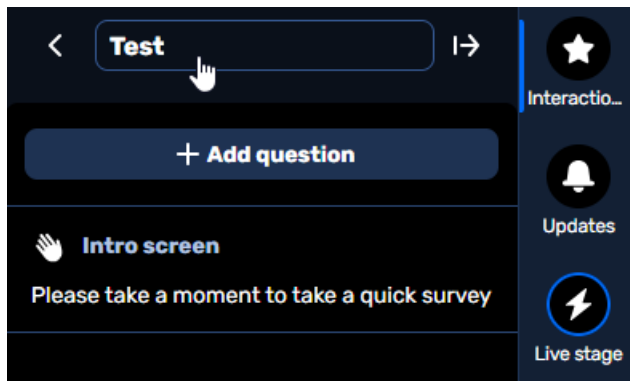 Test
Interactio...
+ Add question
Updates
Intro screen
Please take a moment to take a quick survey
Live stage